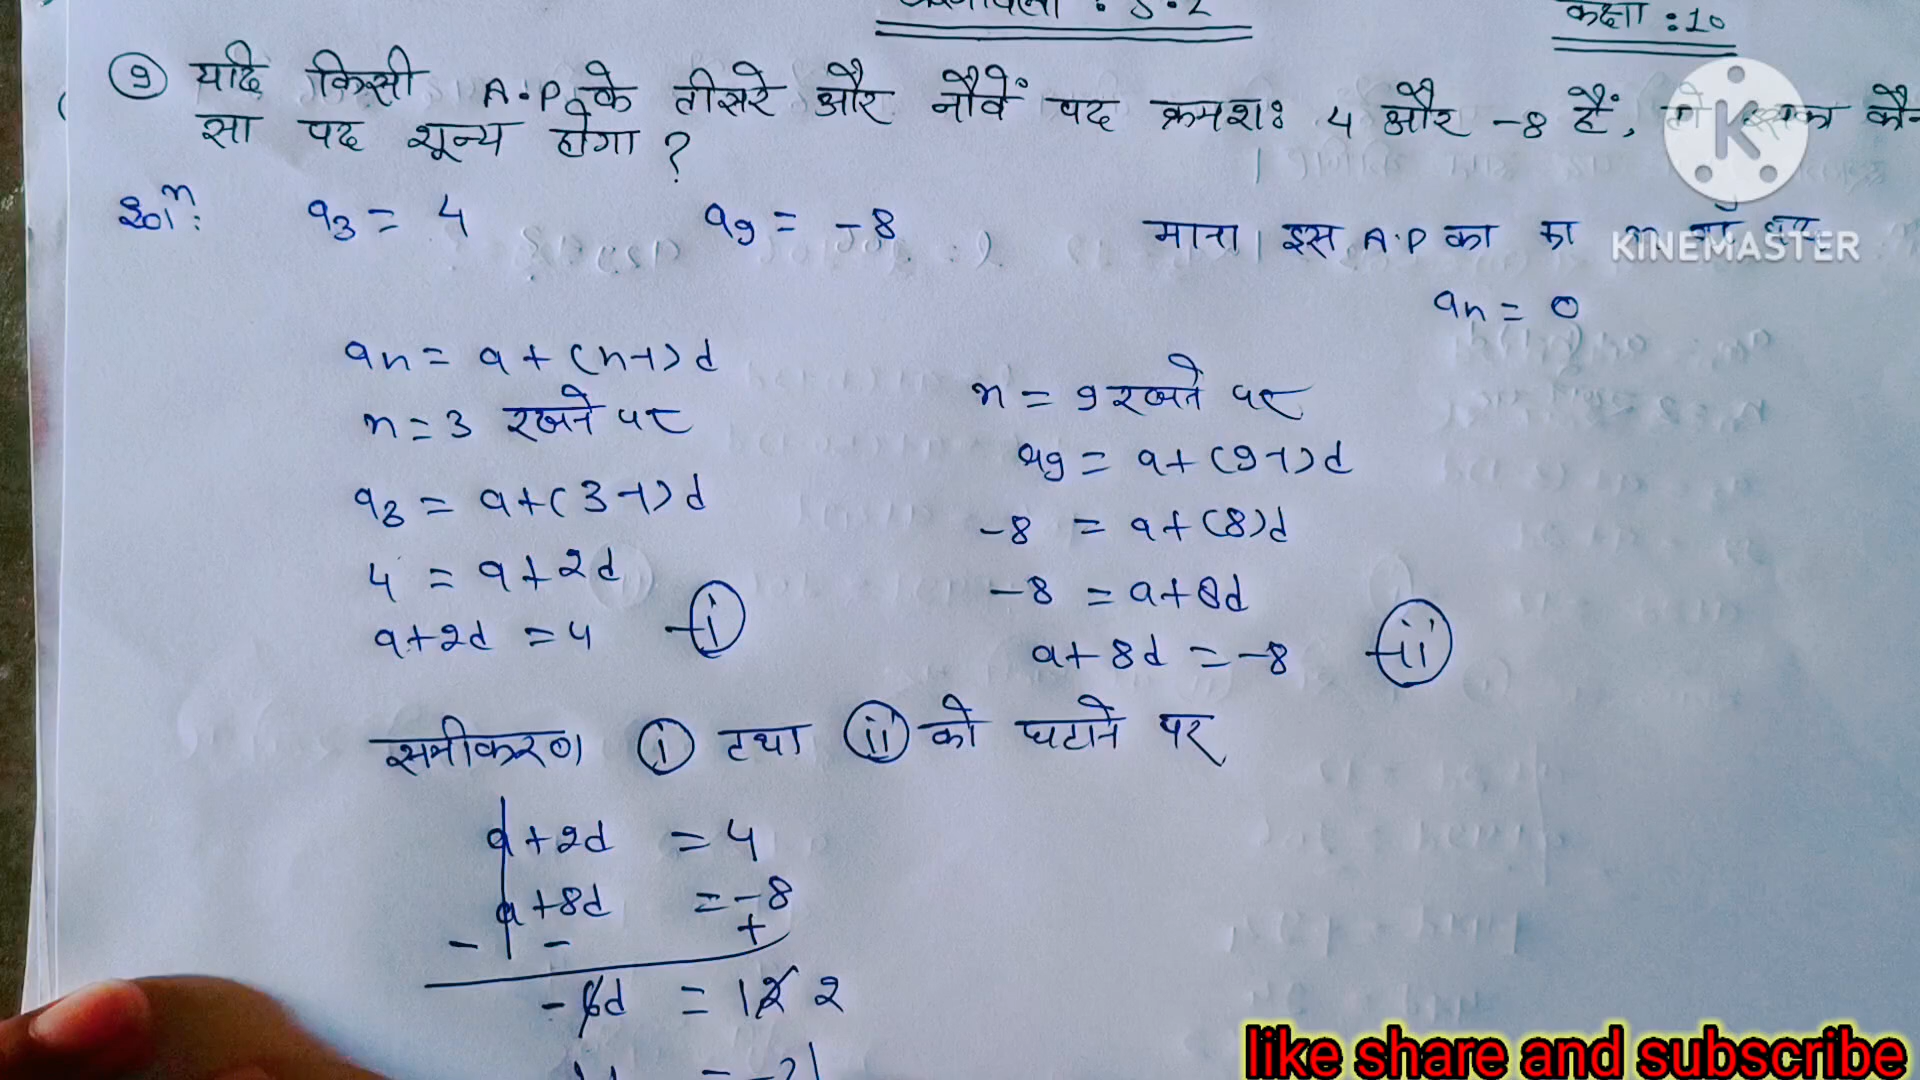 : 5.2
कक्षा : 10
9 यदि किसी A.P. के तीसरे और नौवें पद क्रमशः 4 और -8 हैं, कौन
सा पद शून्य होगा ?
Solⁿ: a₃ = 4 a₉ = -8 माना इस A.P का का n वाँ पद
aₙ = 0
K
KINEMASTER
aₙ = a + (n-1) d
n = 3 रखने पर
a₃ = a + (3-1) d
4 = a + 2d
a + 2d = 4 - (i)
n = 9 रखने पर
a₉ = a + (9-1) d
-8 = a + (8) d
-8 = a + 8d
a + 8d = -8 - (ii)
समीकरण (i) तथा (ii) को घटाने पर
a + 2d = 4
a + 8d = -8
- - +
-6d = 12 2
= -2
like share and subscribe